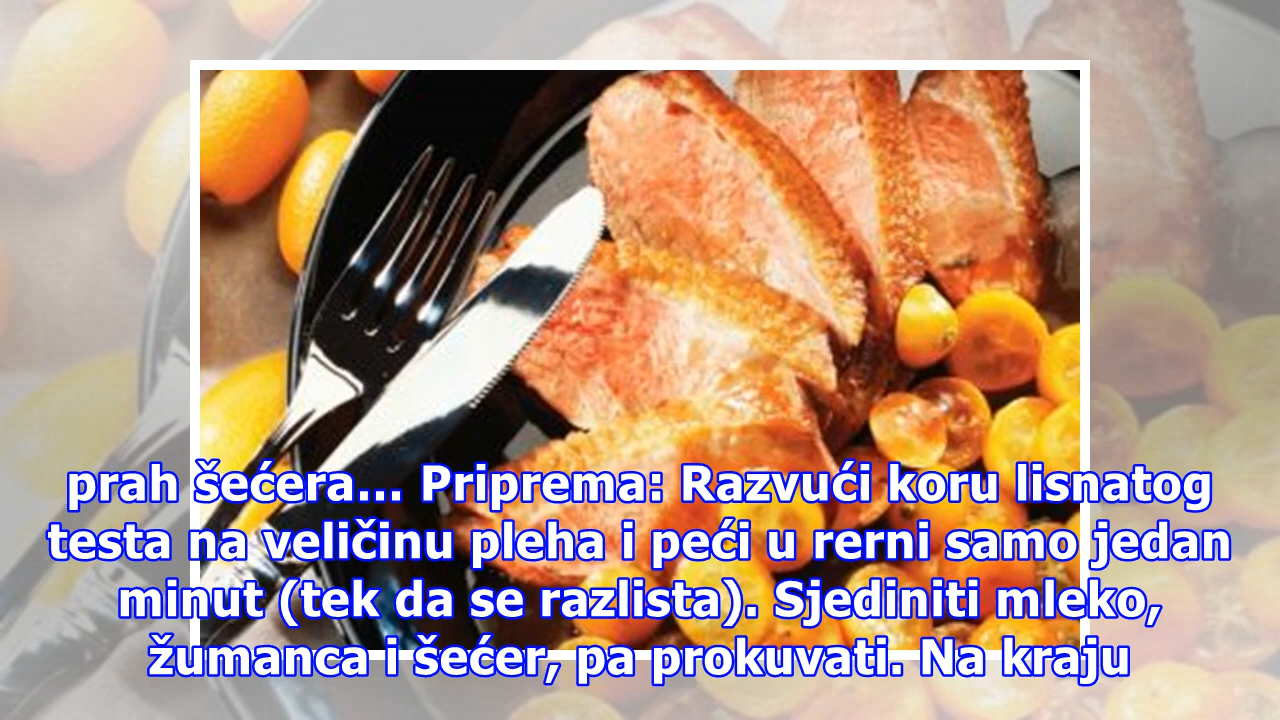 prah šećera... Priprema: Razvući koru lisnatog
testa na veličinu pleha i peći u rerni samo jedan
minut (tek da se razlista). Sjediniti mleko,
žumanca i šećer, pa prokuvati. Na kraju